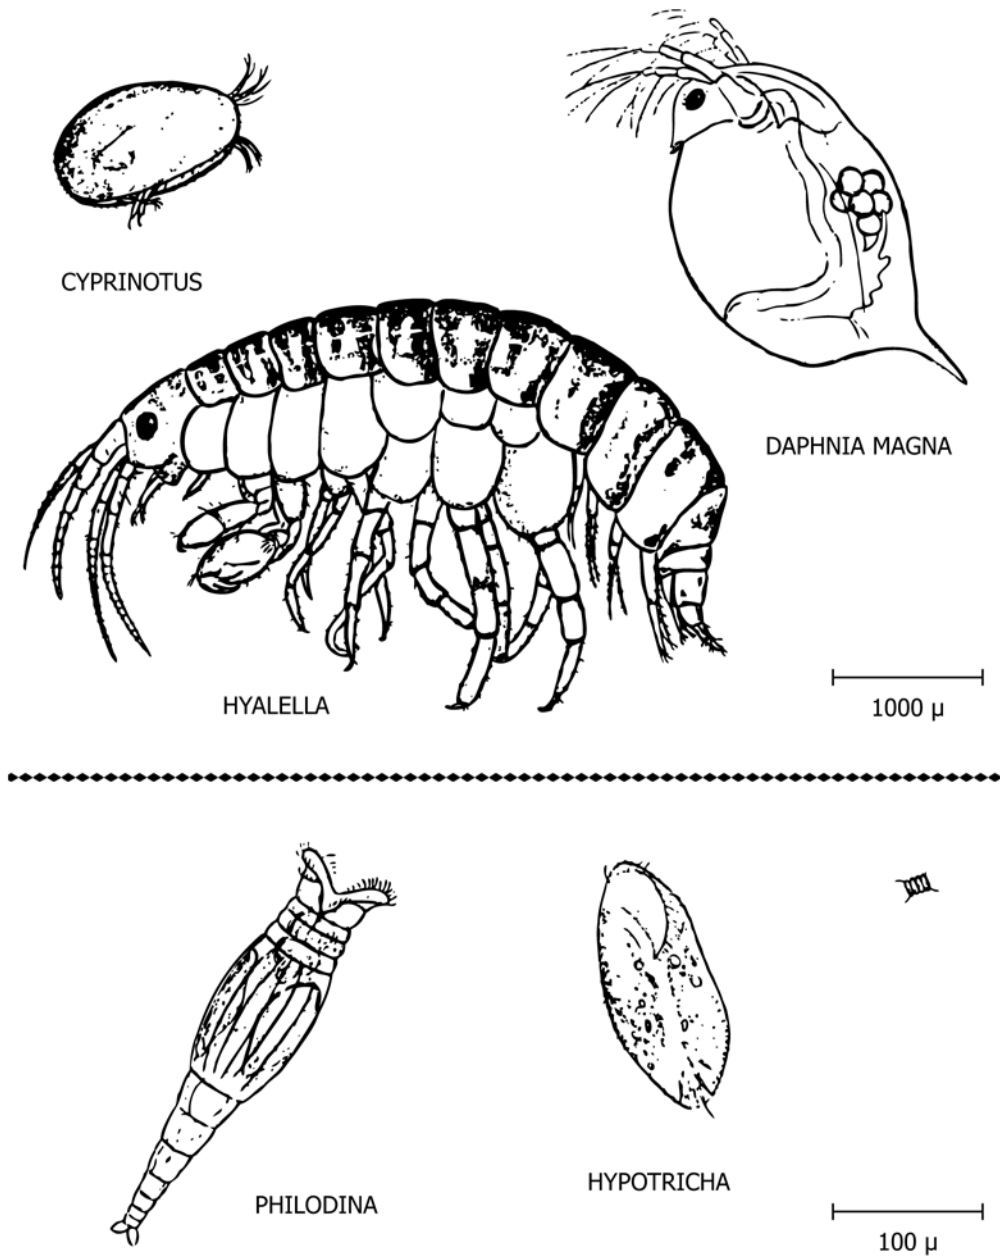 CYPRINOTUS
DAPHNIA MAGNA
HYALELLA
1000 μ
PHILODINA
HYPOTRICHA
100 μ